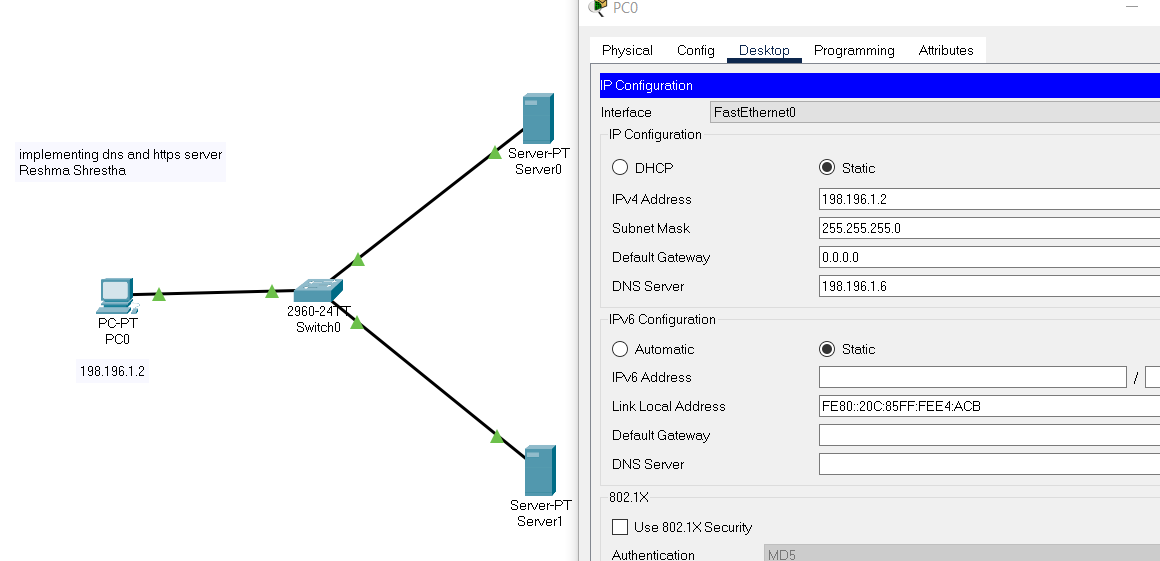 implementing dns and https server
Reshma Shrestha
Server-PT
Server0
2960-24TT
Switch0
PC-PT
PC0
198.196.1.2
Server-PT
Server1
PC0
Physical Config Desktop Programming Attributes
IP Configuration
Interface FastEthernet0
IP Configuration
DHCP Static
IPv4 Address 198.196.1.2
Subnet Mask 255.255.255.0
Default Gateway 0.0.0.0
DNS Server 198.196.1.6
IPv6 Configuration
Automatic Static
IPv6 Address /
Link Local Address FE80::20C:85FF:FEE4:ACB
Default Gateway
DNS Server
802.1X
Use 802.1X Security
Authentication MD5